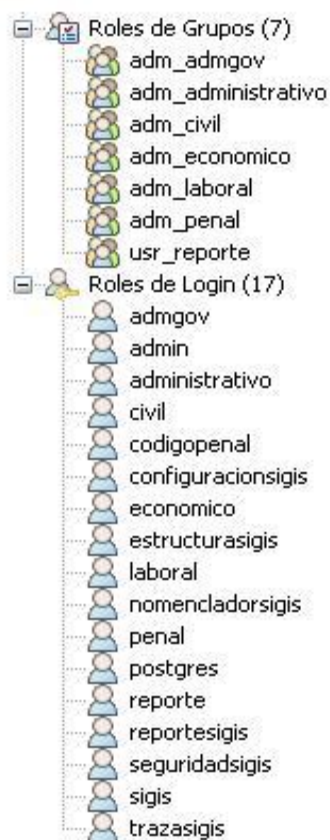 Roles de Grupos (7)
adm_admgov
adm_administrativo
adm_civil
adm_economico
adm_laboral
adm_penal
usr_reporte
Roles de Login (17)
admgov
admin
administrativo
civil
codigopenal
configuracionsigis
economico
estructurasigis
laboral
nomencladorsigis
penal
postgres
reporte
reportesigis
seguridadsigis
sigis
trazasigis